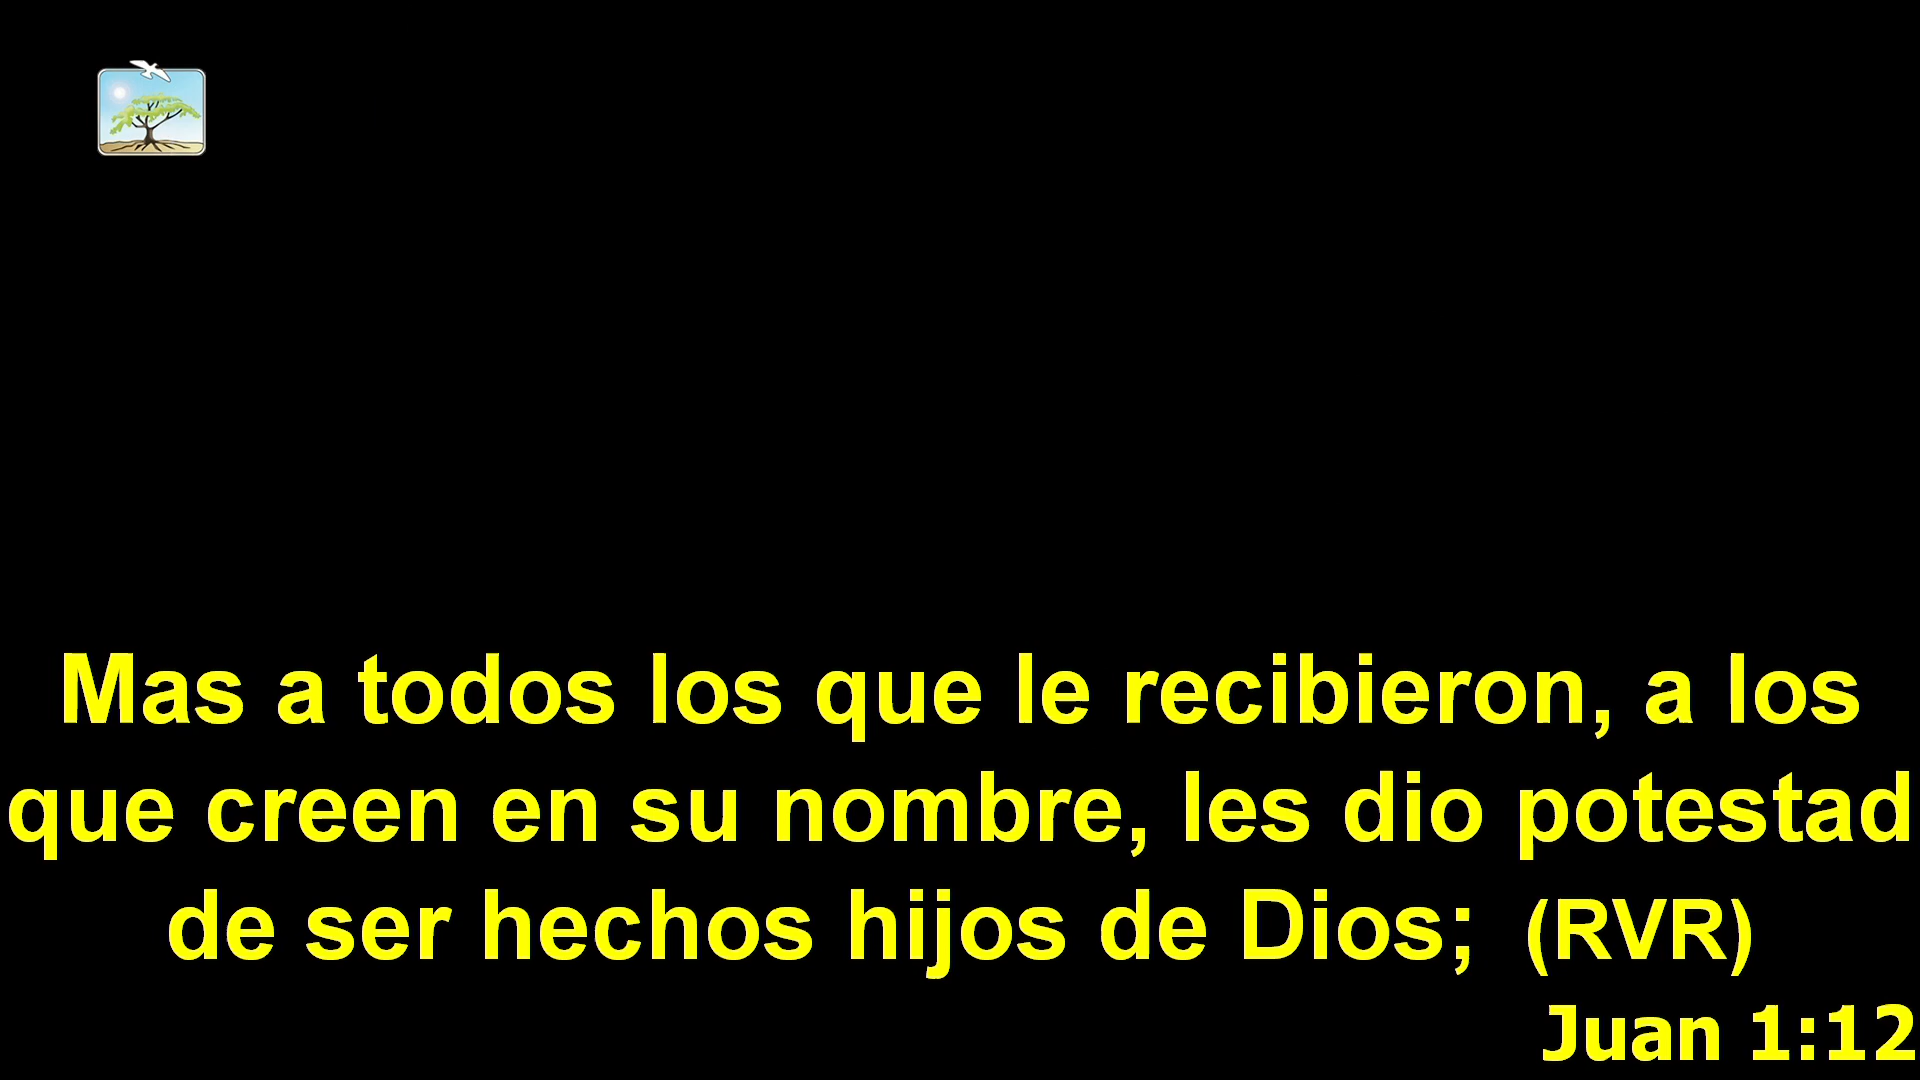 Mas a todos los que le recibieron, a los
que creen en su nombre, les dio potestad
de ser hechos hijos de Dios;  (RVR)
Juan 1:12